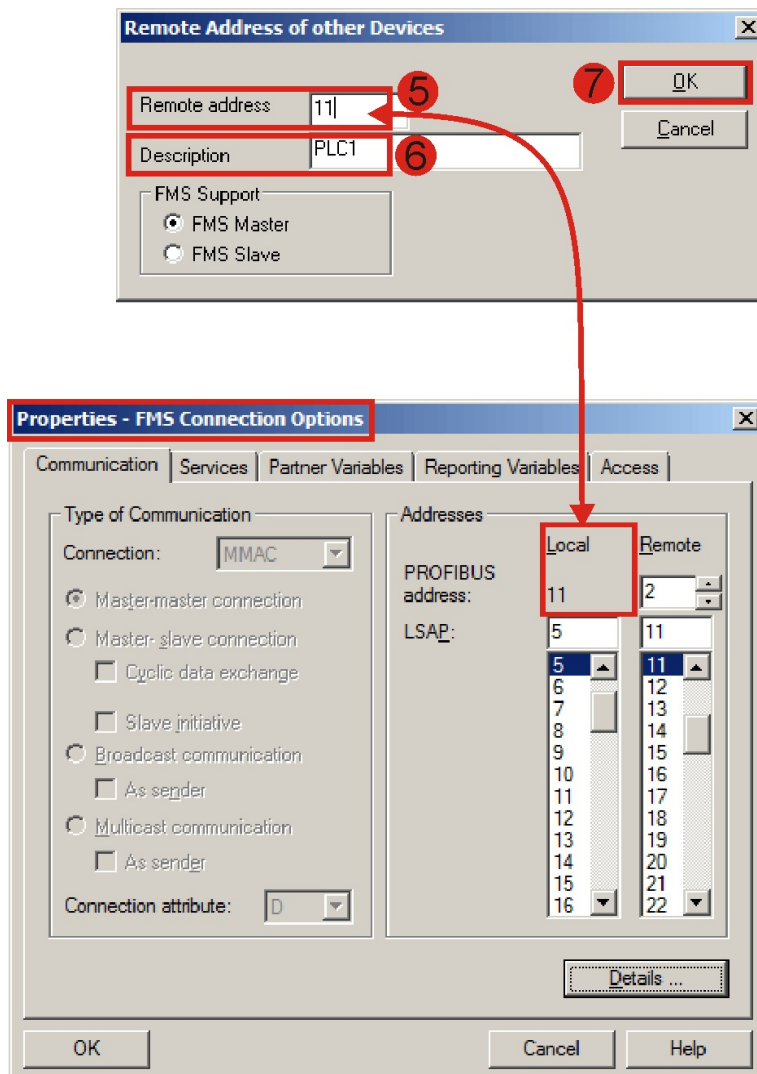 Remote Address of other Devices
Remote address 11 5
Description PLC1 6
7 OK
Cancel
FMS Support
FMS Master
FMS Slave
Properties - FMS Connection Options
Communication Services Partner Variables Reporting Variables Access
Type of Communication
Connection: MMAC
Master-master connection
Master- slave connection
Cyclic data exchange
Slave initiative
Broadcast communication
As sender
Multicast communication
As sender
Connection attribute: D
Addresses
Local Remote
PROFIBUS
address: 11 2
LSAP: 5 11
5 11
6 12
7 13
8 14
9 15
10 16
11 17
12 18
13 19
14 20
15 21
16 22
Details ...
OK Cancel Help